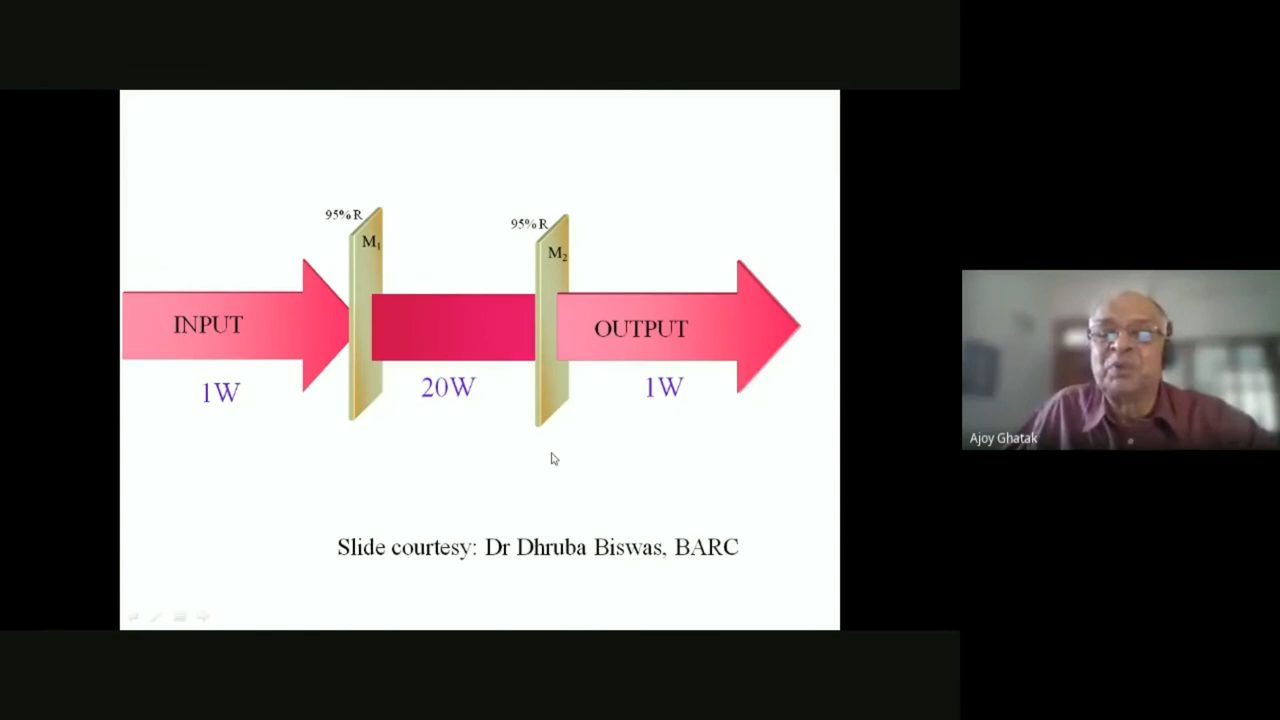 95% R
M₁
95% R
M₂
INPUT
OUTPUT
1W
20W
1W
Slide courtesy: Dr Dhruba Biswas, BARC
Ajoy Ghatak